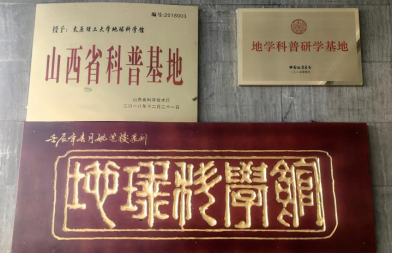 编号:2018003
授予:太原理工大学地球科学馆
山西省科普基地
山西省科学技术厅
二〇一八年十二月二十一日
地学科普研学基地
地球科學館